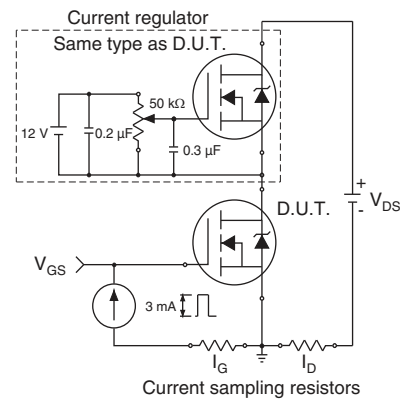 Current regulator
Same type as D.U.T.
50 kΩ
12 V
0.2 µF
0.3 µF
+
VDS
-
D.U.T.
VGS
3 mA
IG
ID
Current sampling resistors